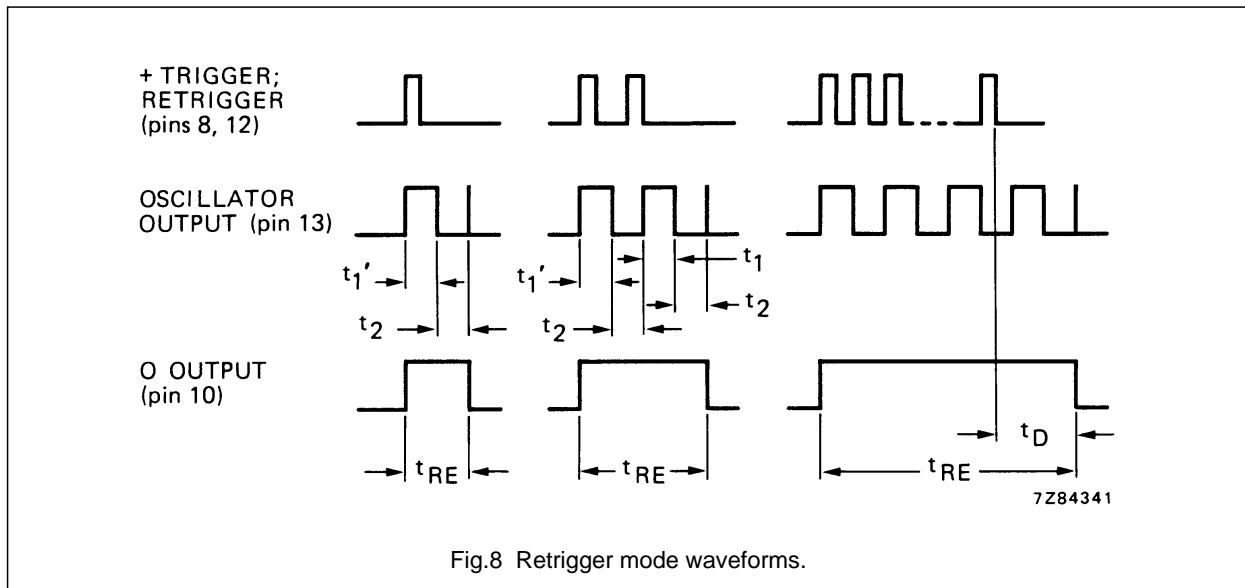 + TRIGGER;
RETRIGGER
(pins 8, 12)
OSCILLATOR
OUTPUT (pin 13)
t1'
t2
t1'
t2
t1
t2
O OUTPUT
(pin 10)
tRE
tRE
tRE
tD
7Z84341
Fig.8 Retrigger mode waveforms.